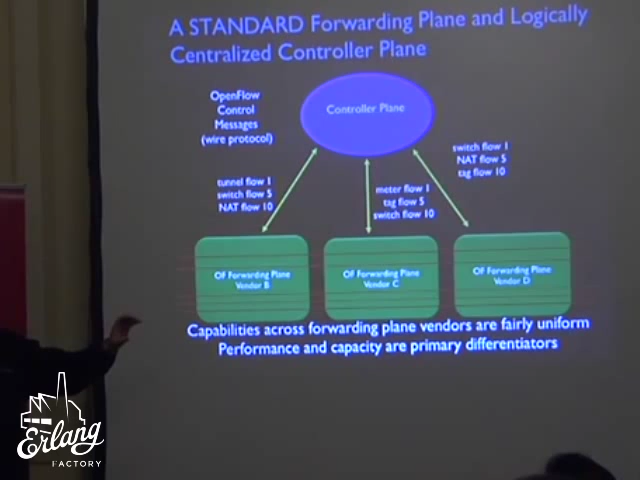 A STANDARD Forwarding Plane and Logically
Centralized Controller Plane
OpenFlow
Control
Messages
(wire protocol)
Controller Plane
switch flow 1
NAT flow 5
tag flow 10
tunnel flow 1
switch flow 5
NAT flow 10
meter flow 1
tag flow 5
switch flow 10
OF Forwarding Plane
Vendor B
OF Forwarding Plane
Vendor C
OF Forwarding Plane
Vendor D
Capabilities across forwarding plane vendors are fairly uniform
Performance and capacity are primary differentiators
Erlang
FACTORY